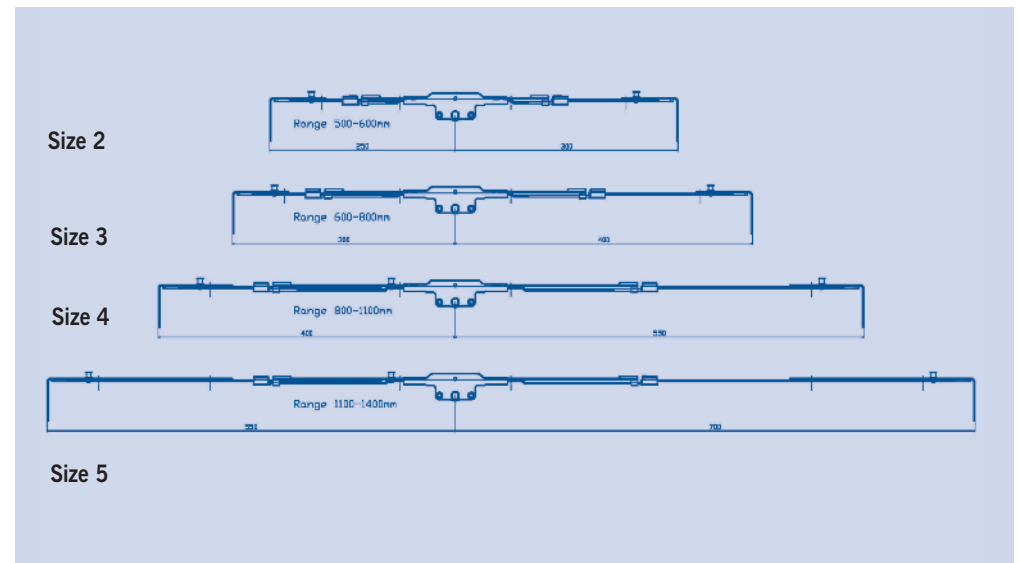 Size 2
Range 500-600mm
250 300
Size 3
Range 600-800mm
300 400
Size 4
Range 800-1100mm
400 550
Size 5
Range 1100-1400mm
550 700